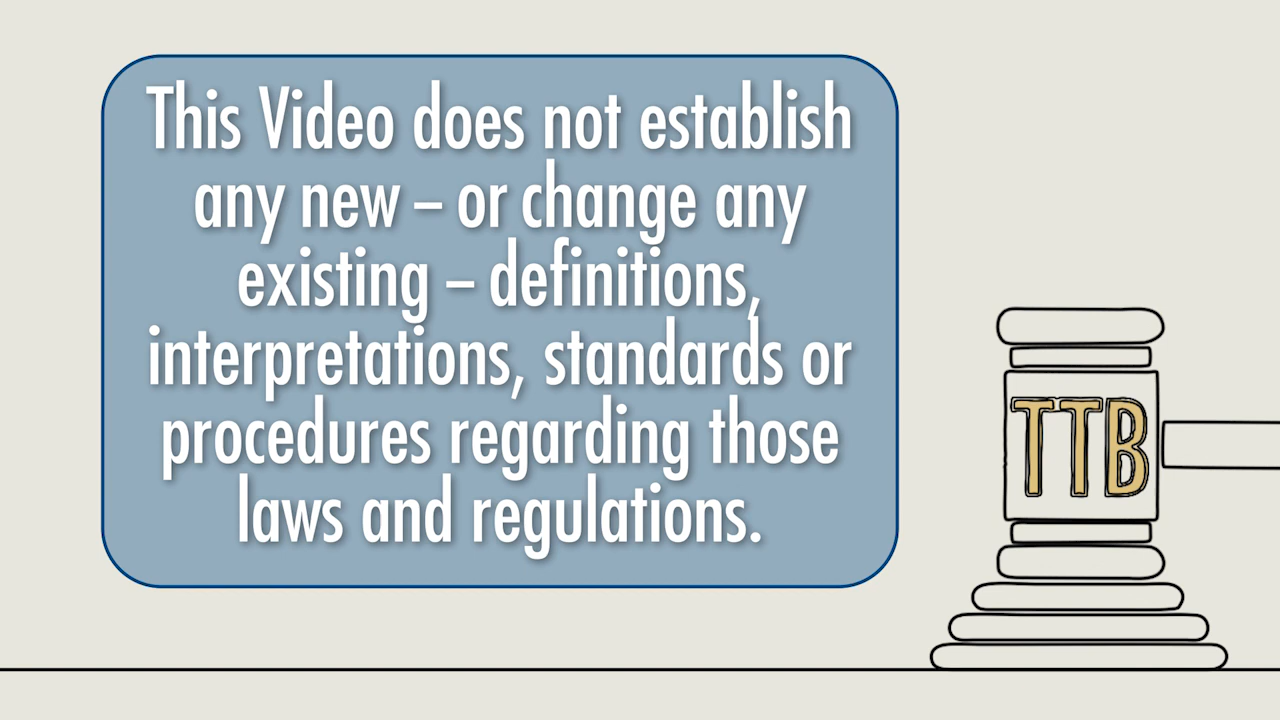 This Video does not establish
any new – or change any
existing – definitions,
interpretations, standards or
procedures regarding those
laws and regulations.
TTB